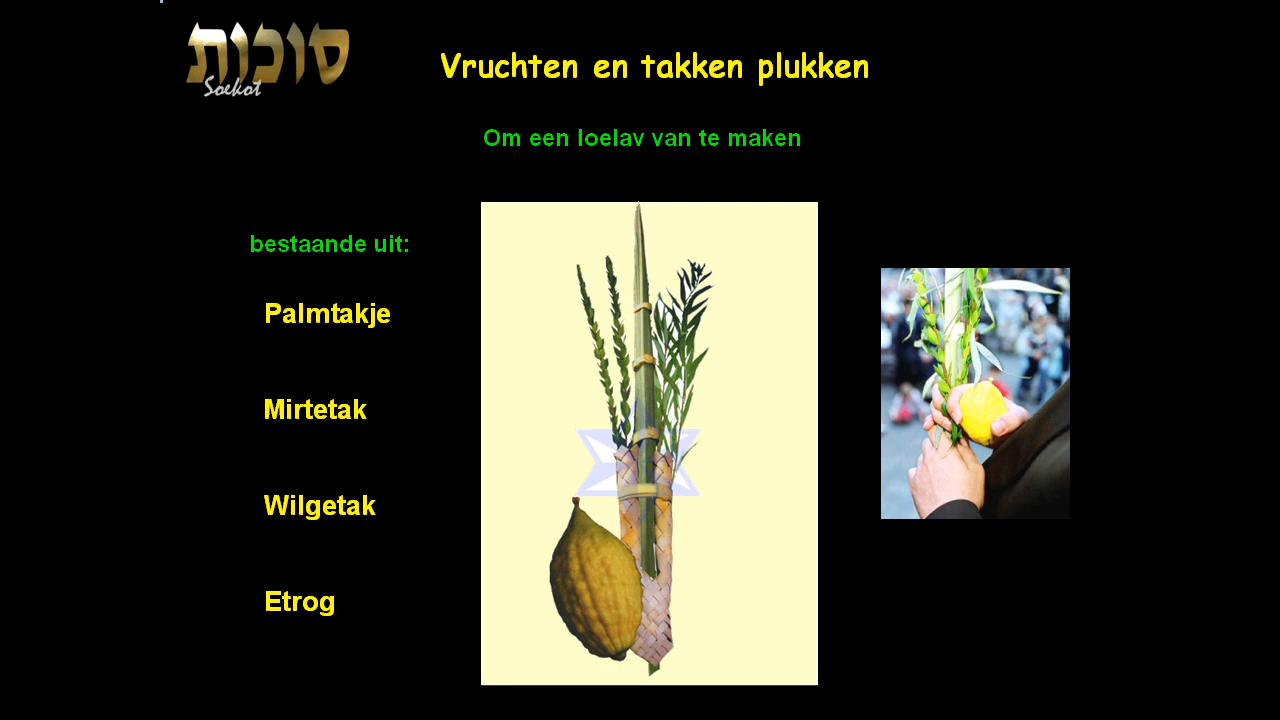 סוכות
Soekot
Vruchten en takken plukken
Om een loelav van te maken
bestaande uit:
Palmtakje
Mirtetak
Wilgetak
Etrog